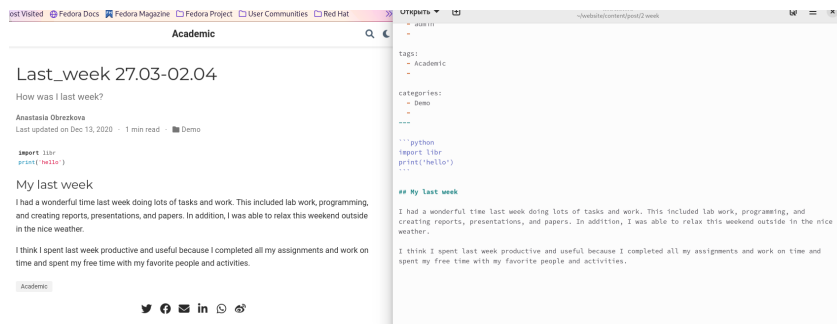 ost Visited Fedora Docs Fedora Magazine Fedora Project User Communities Red Hat
Academic
Last_week 27.03-02.04
How was I last week?
Anastasia Obrezkova
Last updated on Dec 13, 2020 · 1 min read · Demo
import libr
print('hello')
My last week
I had a wonderful time last week doing lots of tasks and work. This included lab work, programming,
and creating reports, presentations, and papers. In addition, I was able to relax this weekend outside
in the nice weather.
I think I spent last week productive and useful because I completed all my assignments and work on
time and spent my free time with my favorite people and activities.
Academic
Открыть
~/website/content/post/2 week
- admin
-
tags:
- Academic
-
categories:
- Demo
-
---
```python
import libr
print('hello')
```
## My last week
I had a wonderful time last week doing lots of tasks and work. This included lab work, programming, and
creating reports, presentations, and papers. In addition, I was able to relax this weekend outside in the nice
weather.
I think I spent last week productive and useful because I completed all my assignments and work on time and
spent my free time with my favorite people and activities.